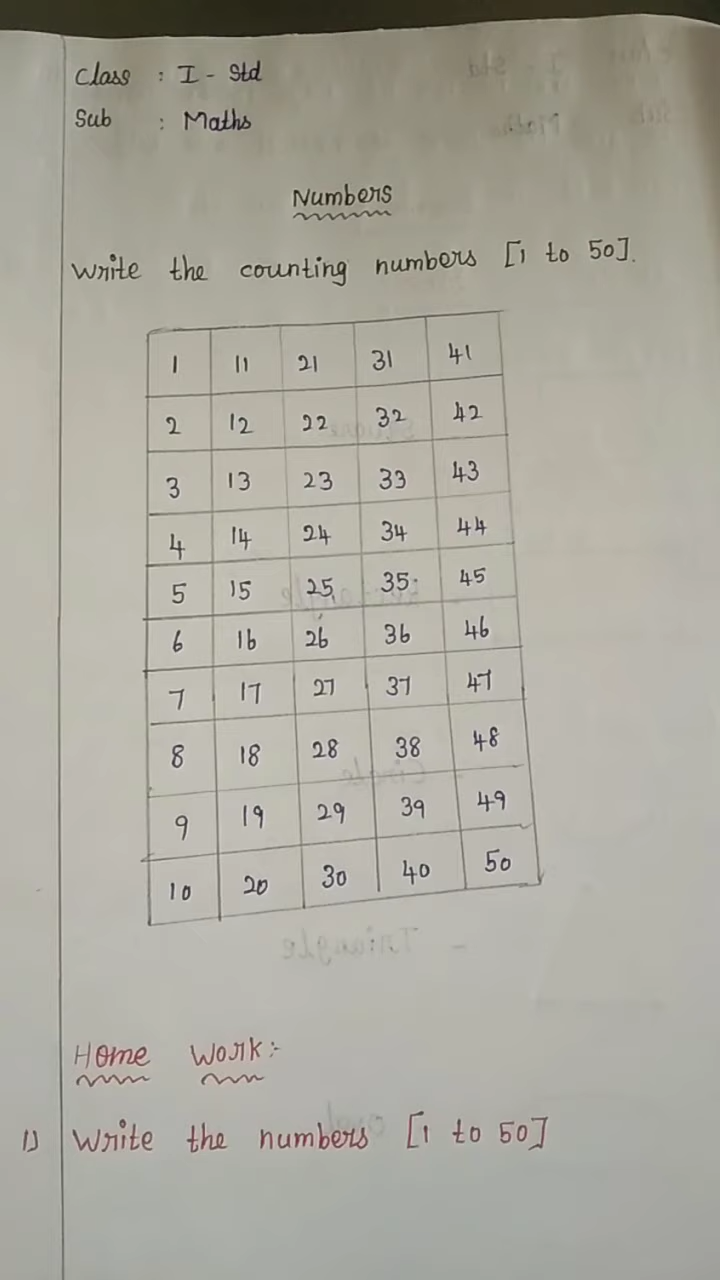 Class : I - Std
Sub : Maths
Numbers
Write the counting numbers [1 to 50].
1 11 21 31 41
2 12 22 32 42
3 13 23 33 43
4 14 24 34 44
5 15 25 35 45
6 16 26 36 46
7 17 27 37 47
8 18 28 38 48
9 19 29 39 49
10 20 30 40 50
Home Work:-
1) Write the numbers [1 to 50]